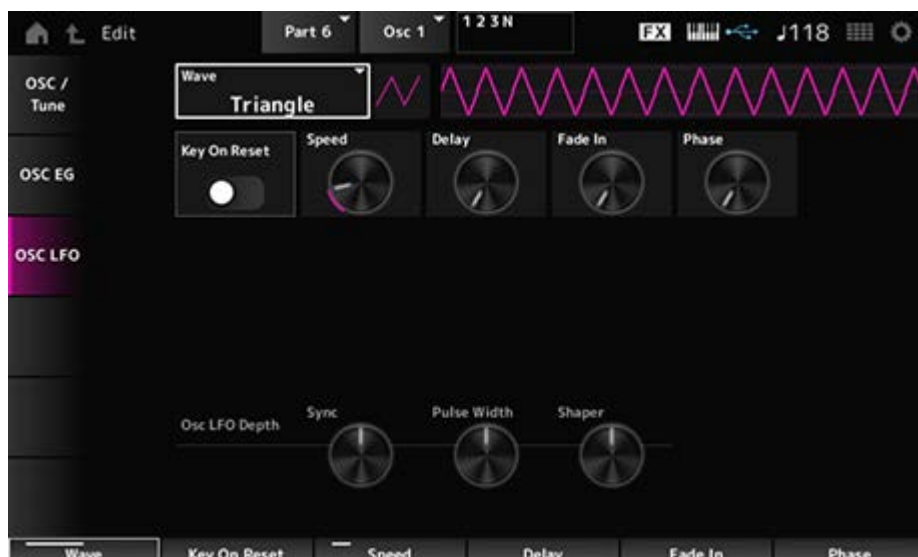 Edit Part 6 Osc 1 1 2 3 N FX ♩118
OSC /
Tune
OSC EG
OSC LFO
Wave
Triangle
Key On Reset Speed Delay Fade In Phase
Osc LFO Depth Sync Pulse Width Shaper
Wave Key On Reset Speed Delay Fade In Phase